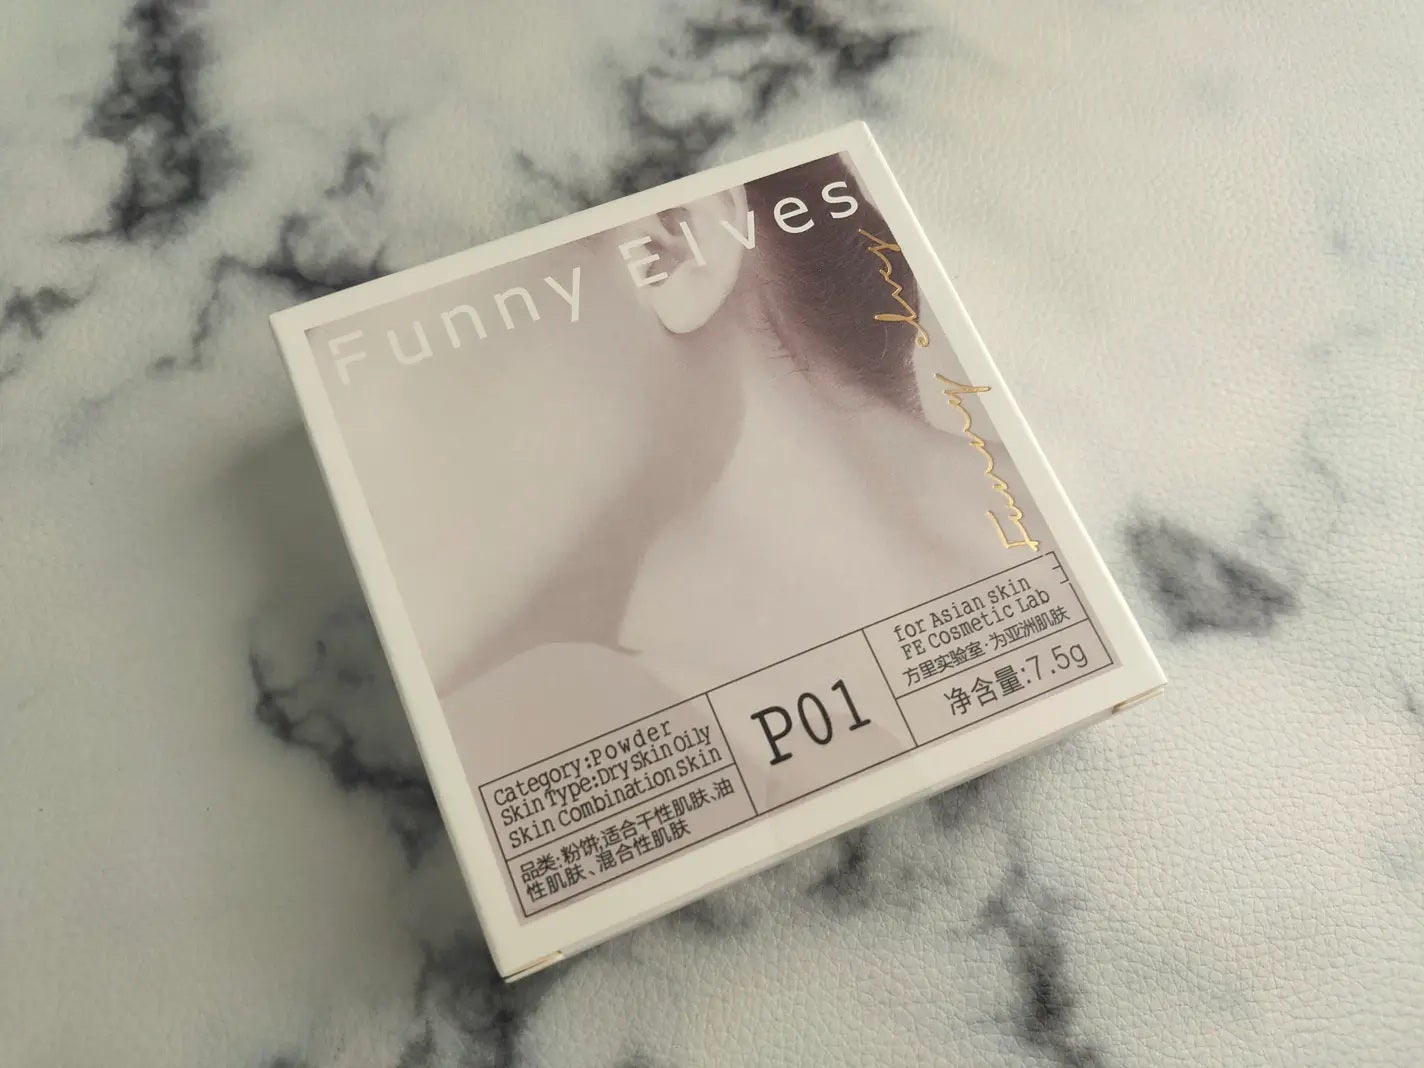 Funny Elves
Funny Elves
for Asian skin
FE Cosmetic Lab
方里实验室·为亚洲肌肤
净含量:7.5g
P01
Category:Powder
Skin Type:Dry Skin Oily
Skin Combination Skin
品类:粉饼,适合干性肌肤、油
性肌肤、混合性肌肤